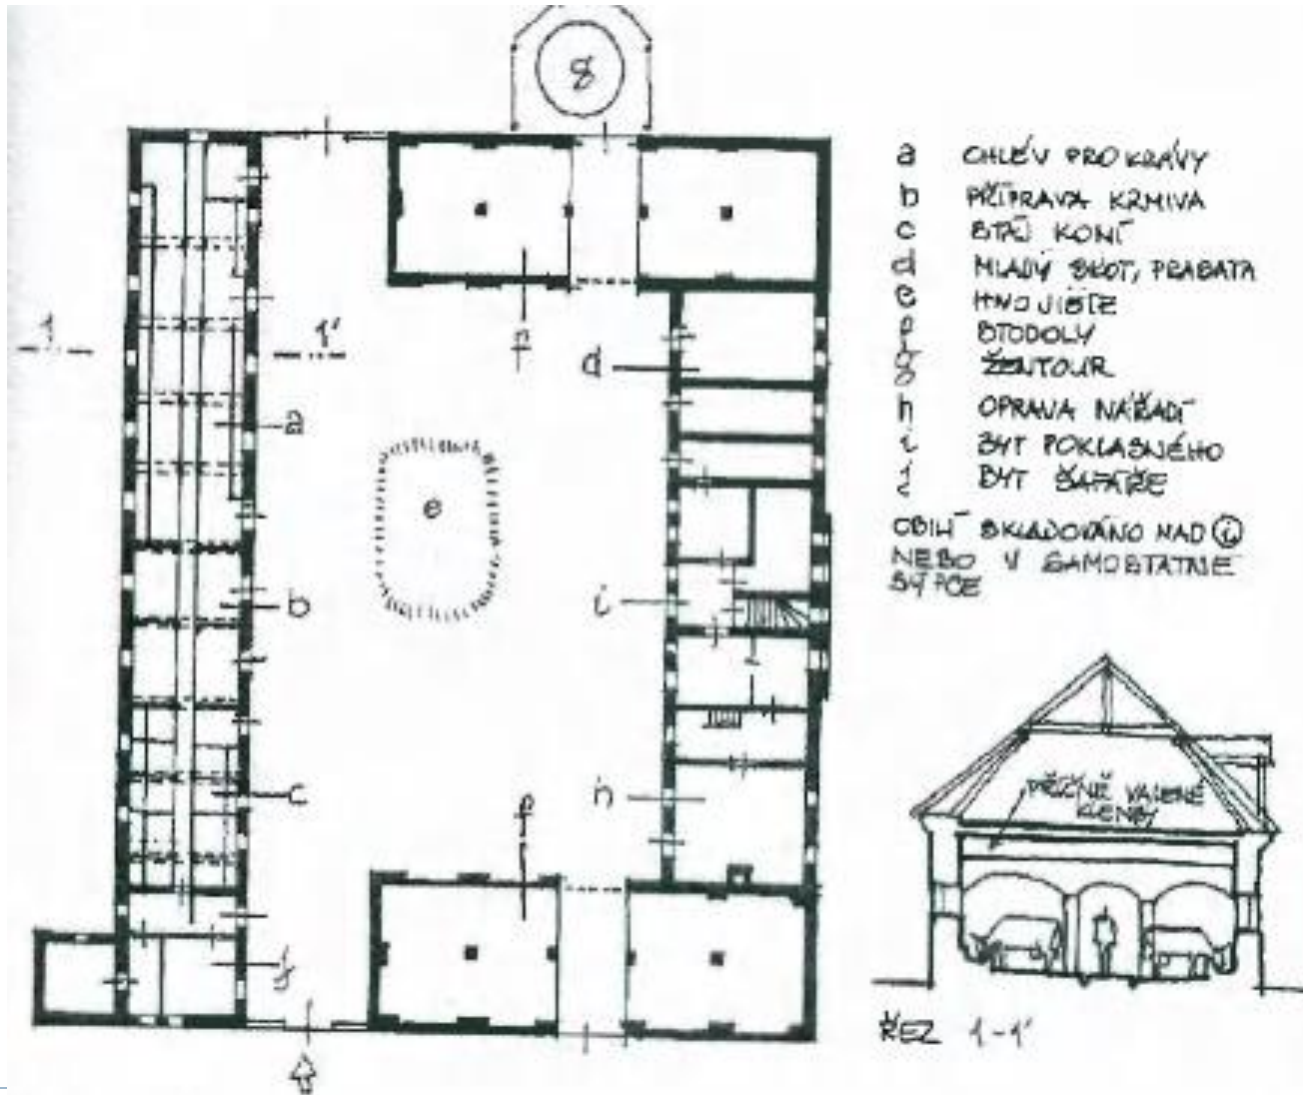 g
a CHLÉV PRO KRÁVY
b PŘÍPRAVA KRMIVA
c STÁJ KONÍ
d MLADÝ SKOT, PRASATA
e HNOJIŠTĚ
f STODOLY
g ŽENTOUR
h OPRAVA NÁŘADÍ
i BYT POKLASNÉHO
j BYT ŠAFÁŘE
OBILÍ SKLADOVÁNO NAD i
NEBO V SAMOSTATNÉ
SÝPCE
1
1'
f
d
a
e
b
i
c
f
h
j
PŘÍČNĚ VALENÉ
KLENBY
ŘEZ 1-1'